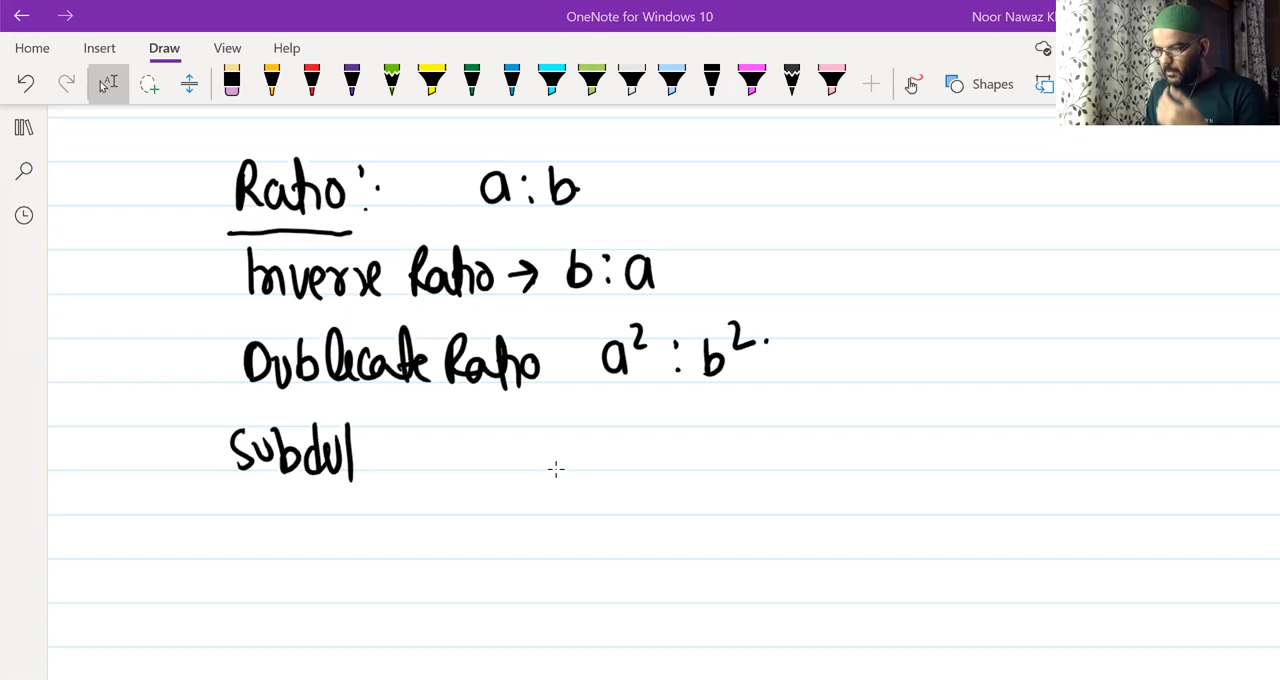 OneNote for Windows 10
Noor Nawaz Kh
Home Insert Draw View Help
Shapes
Ratio: a:b
Inverse Ratio → b:a
Dublicate Ratio a²:b².
Subdul